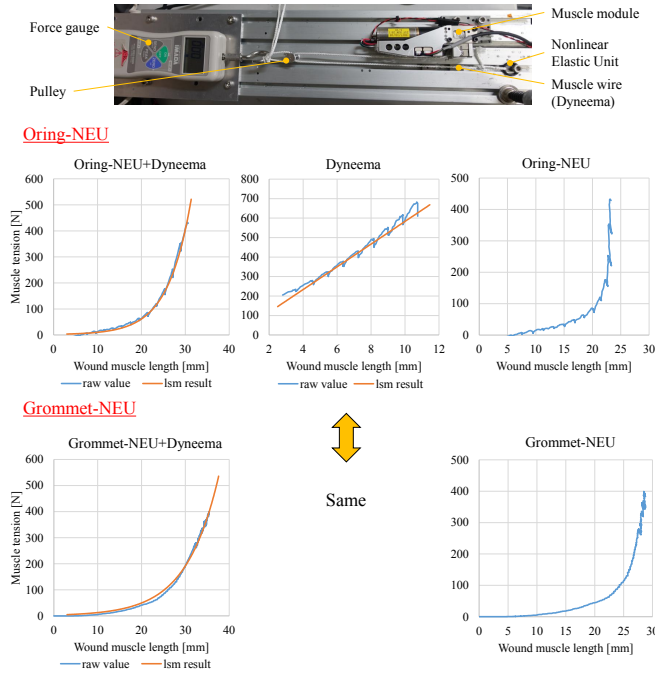 Force gauge
Pulley
Muscle module
Nonlinear
Elastic Unit
Muscle wire
(Dyneema)
Oring-NEU
Oring-NEU+Dyneema
Muscle tension [N]
600
500
400
300
200
100
0
0 10 20 30 40
Wound muscle length [mm]
raw value lsm result
Dyneema
800
700
600
500
400
300
200
100
0
2 4 6 8 10 12
Wound muscle length [mm]
raw value lsm result
Oring-NEU
500
400
300
200
100
0
0 5 10 15 20 25 30
Wound muscle length [mm]
Grommet-NEU
Grommet-NEU+Dyneema
Muscle tension [N]
600
500
400
300
200
100
0
0 10 20 30 40
Wound muscle length [mm]
raw value lsm result
Same
Grommet-NEU
500
400
300
200
100
0
0 5 10 15 20 25 30
Wound muscle length [mm]